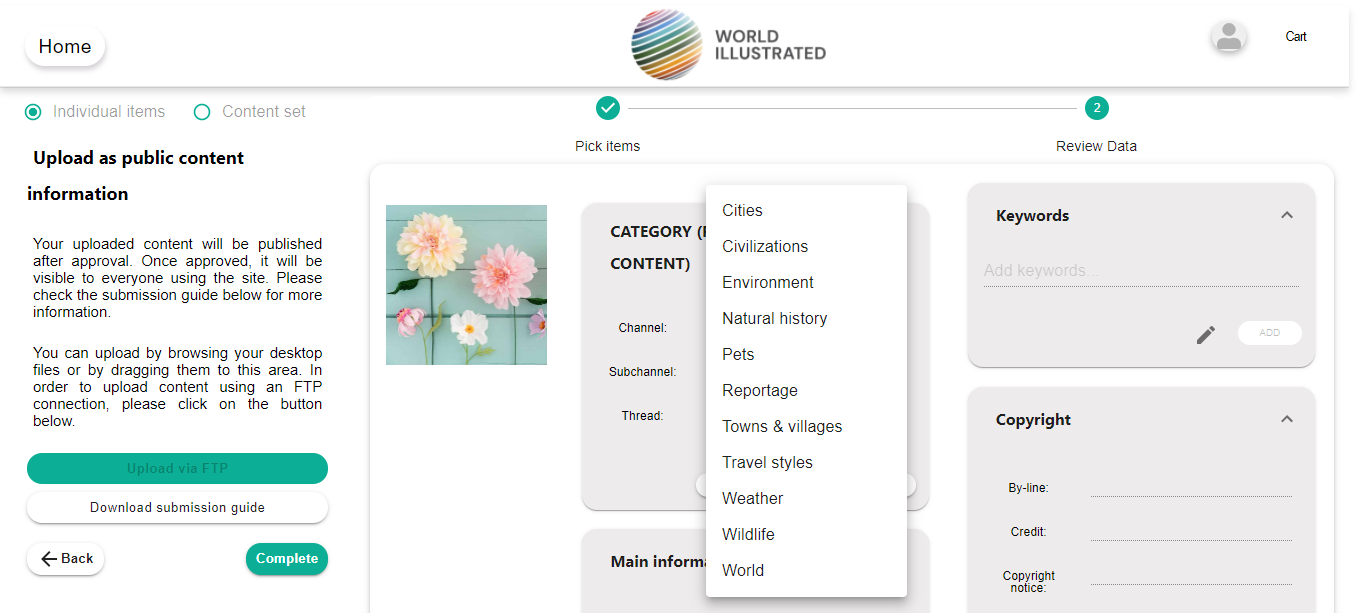 Home
WORLD
ILLUSTRATED
Cart
Individual items
Content set
2
Pick items
Review Data
Upload as public content
information
Your uploaded content will be published
after approval. Once approved, it will be
visible to everyone using the site. Please
check the submission guide below for more
information.
You can upload by browsing your desktop
files or by dragging them to this area. In
order to upload content using an FTP
connection, please click on the button
below.
Upload via FTP
Download submission guide
Back
Complete
CATEGORY
CONTENT)
Channel:
Subchannel:
Thread:
Main
Cities
Civilizations
Environment
Natural history
Pets
Reportage
Towns & villages
Travel styles
Weather
Wildlife
World
Keywords
Add keywords...
ADD
Copyright
By-line:
Credit:
Copyright
notice: